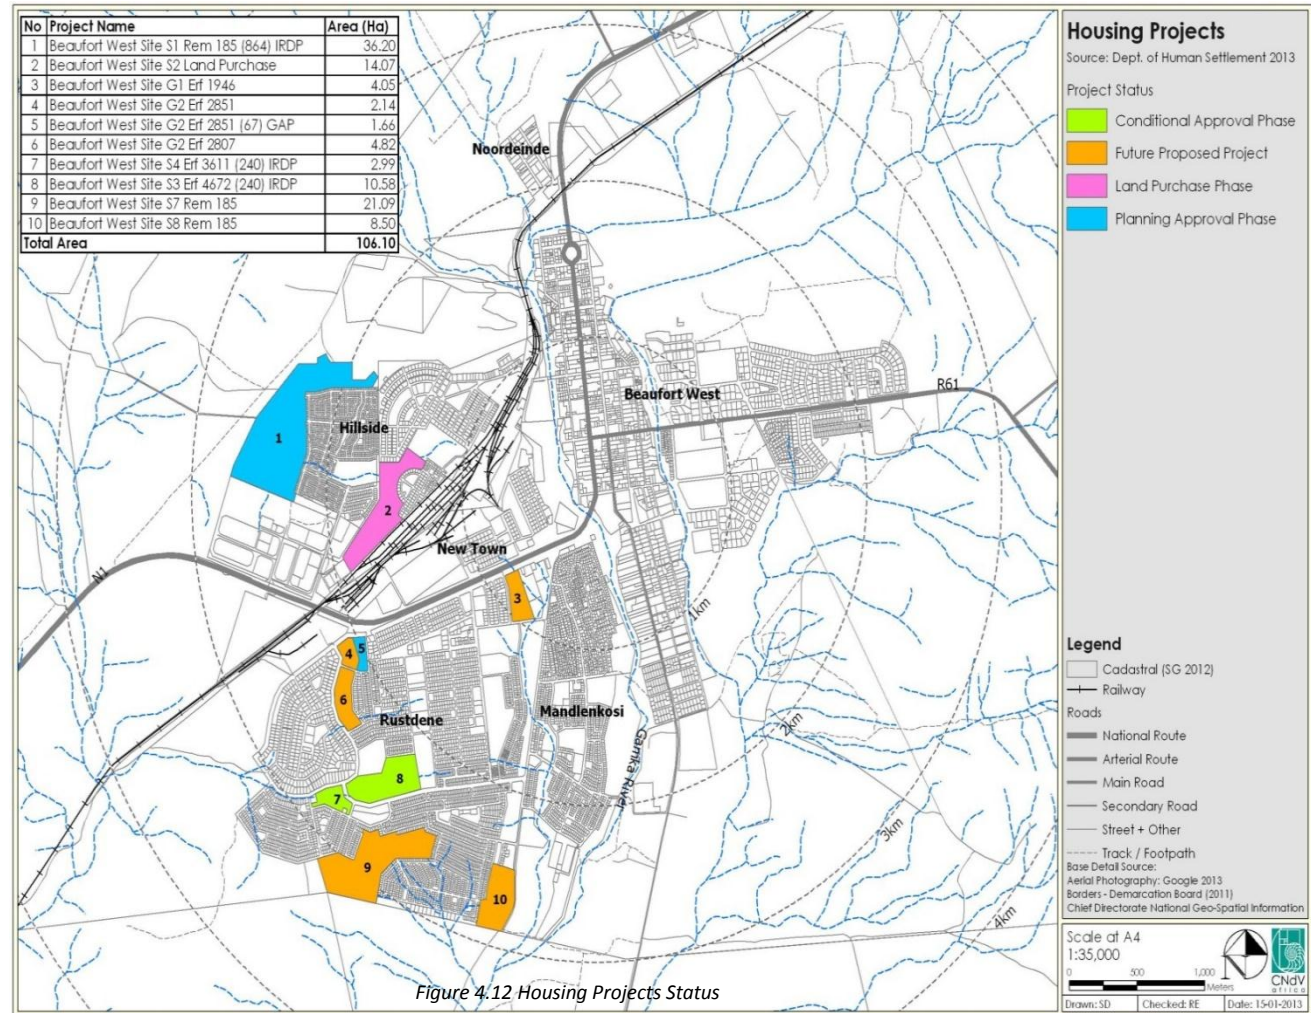 No Project Name Area (Ha)
1 Beaufort West Site S1 Rem 185 (864) IRDP 36.20
2 Beaufort West Site S2 Land Purchase 14.07
3 Beaufort West Site G1 Erf 1946 4.05
4 Beaufort West Site G2 Erf 2851 2.14
5 Beaufort West Site G2 Erf 2851 (67) GAP 1.66
6 Beaufort West Site G2 Erf 2807 4.82
7 Beaufort West Site S4 Erf 3611 (240) IRDP 2.99
8 Beaufort West Site S3 Erf 4672 (240) IRDP 10.58
9 Beaufort West Site S7 Rem 185 21.09
10 Beaufort West Site S8 Rem 185 8.50
Total Area 106.10
Noordeinde
Beaufort West
R61
Hillside
1
2
New Town
N1
3
1km
4
5
6
Rustdene
Mandlenkosi
Gamka River
2km
8
7
3km
9
10
4km
Figure 4.12 Housing Projects Status
Housing Projects
Source: Dept. of Human Settlement 2013
Project Status
Conditional Approval Phase
Future Proposed Project
Land Purchase Phase
Planning Approval Phase
Legend
Cadastral (SG 2012)
Railway
Roads
National Route
Arterial Route
Main Road
Secondary Road
Street + Other
Track / Footpath
Base Detail Source:
Aerial Photography: Google 2013
Borders - Demarcation Board (2011)
Chief Directorate National Geo-Spatial Information
Scale at A4
1:35,000
0 500 1,000
Meters
N
CNdV
africa
Drawn: SD Checked: RE Date: 15-01-2013